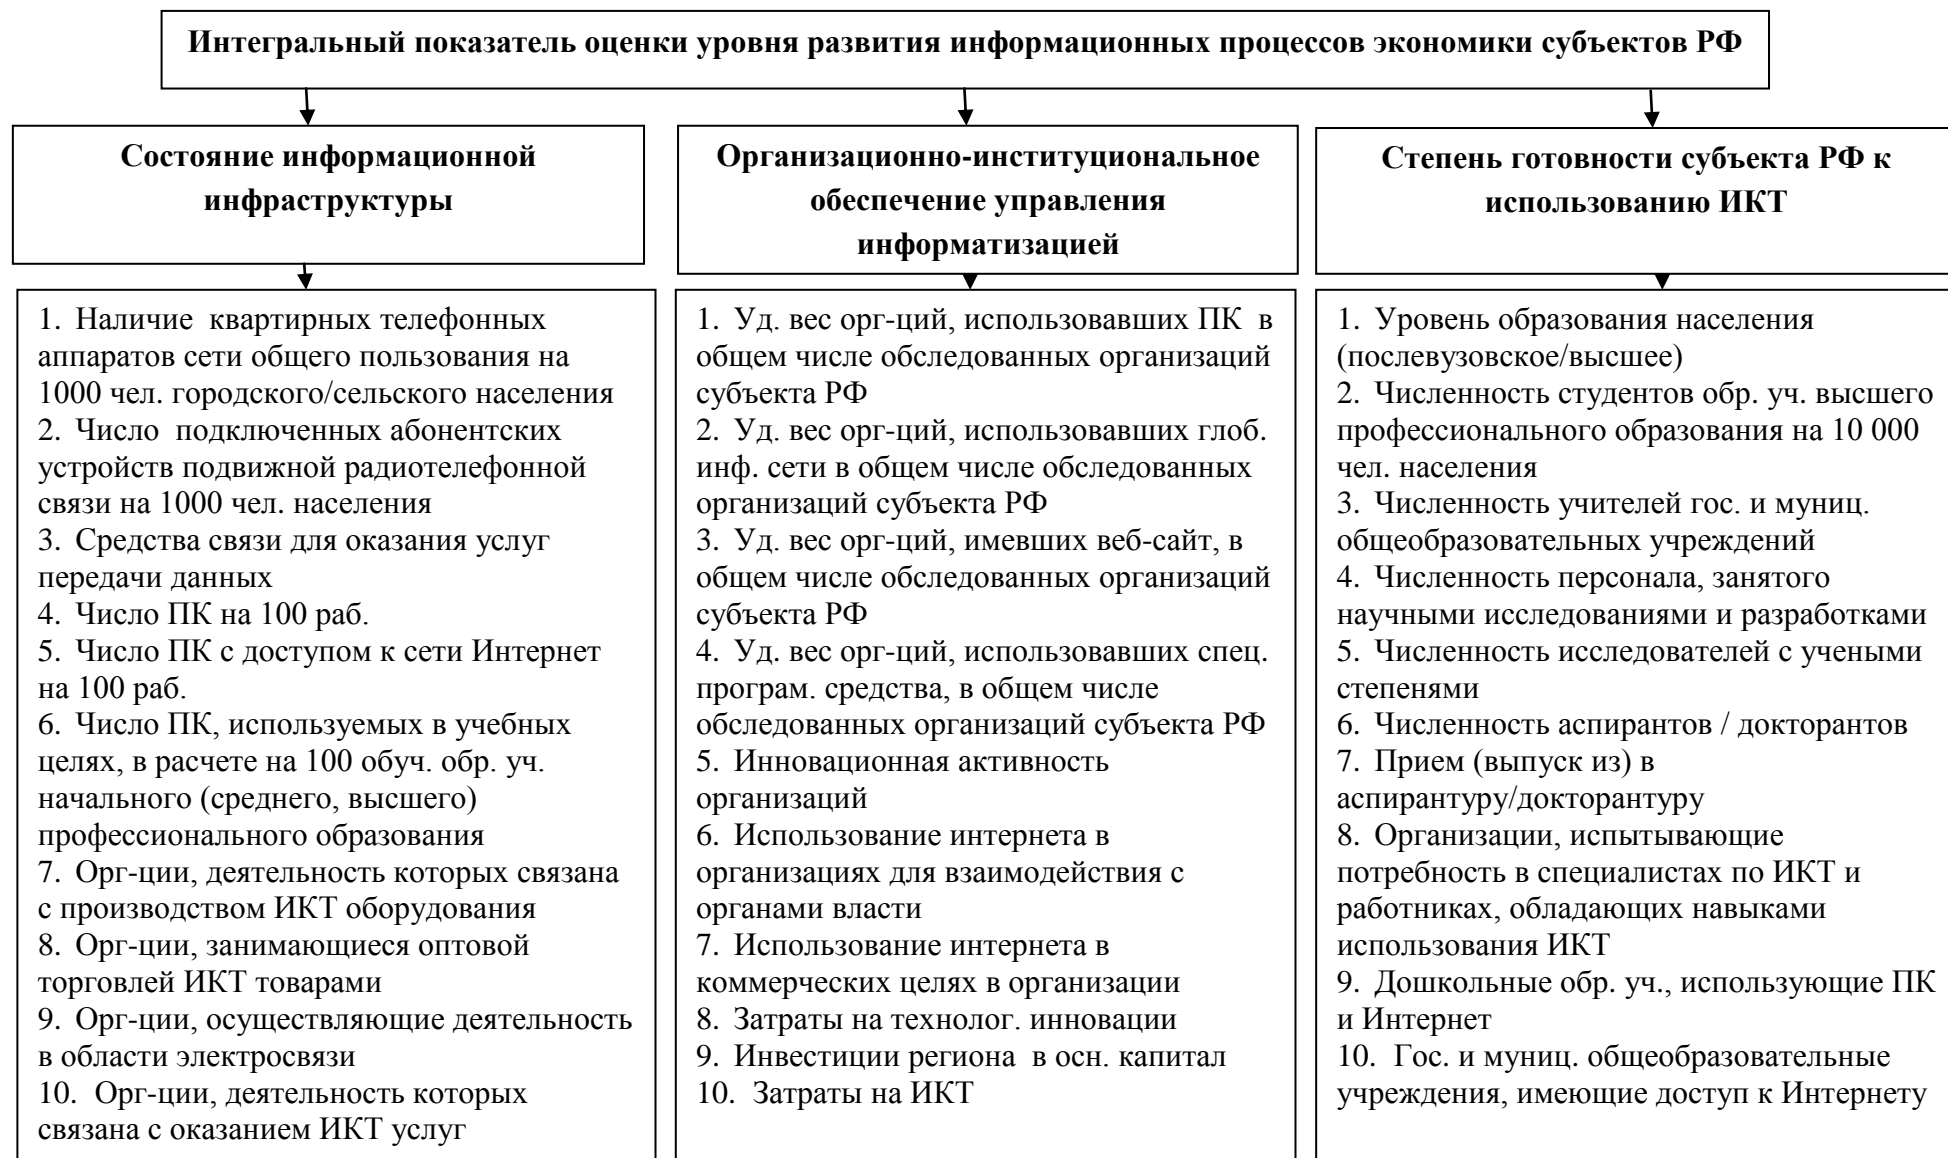 Интегральный показатель оценки уровня развития информационных процессов экономики субъектов РФ
Состояние информационной
инфраструктуры
Организационно-институциональное
обеспечение управления
информатизацией
Степень готовности субъекта РФ к
использованию ИКТ
1. Наличие квартирных телефонных
аппаратов сети общего пользования на
1000 чел. городского/сельского населения
2. Число подключенных абонентских
устройств подвижной радиотелефонной
связи на 1000 чел. населения
3. Средства связи для оказания услуг
передачи данных
4. Число ПК на 100 раб.
5. Число ПК с доступом к сети Интернет
на 100 раб.
6. Число ПК, используемых в учебных
целях, в расчете на 100 обуч. обр. уч.
начального (среднего, высшего)
профессионального образования
7. Орг-ции, деятельность которых связана
с производством ИКТ оборудования
8. Орг-ции, занимающиеся оптовой
торговлей ИКТ товарами
9. Орг-ции, осуществляющие деятельность
в области электросвязи
10. Орг-ции, деятельность которых
связана с оказанием ИКТ услуг
1. Уд. вес орг-ций, использовавших ПК в
общем числе обследованных организаций
субъекта РФ
2. Уд. вес орг-ций, использовавших глоб.
инф. сети в общем числе обследованных
организаций субъекта РФ
3. Уд. вес орг-ций, имевших веб-сайт, в
общем числе обследованных организаций
субъекта РФ
4. Уд. вес орг-ций, использовавших спец.
програм. средства, в общем числе
обследованных организаций субъекта РФ
5. Инновационная активность
организаций
6. Использование интернета в
организациях для взаимодействия с
органами власти
7. Использование интернета в
коммерческих целях в организации
8. Затраты на технолог. инновации
9. Инвестиции региона в осн. капитал
10. Затраты на ИКТ
1. Уровень образования населения
(послевузовское/высшее)
2. Численность студентов обр. уч. высшего
профессионального образования на 10 000
чел. населения
3. Численность учителей гос. и муниц.
общеобразовательных учреждений
4. Численность персонала, занятого
научными исследованиями и разработками
5. Численность исследователей с учеными
степенями
6. Численность аспирантов / докторантов
7. Прием (выпуск из) в
аспирантуру/докторантуру
8. Организации, испытывающие
потребность в специалистах по ИКТ и
работниках, обладающих навыками
использования ИКТ
9. Дошкольные обр. уч., использующие ПК
и Интернет
10. Гос. и муниц. общеобразовательные
учреждения, имеющие доступ к Интернету